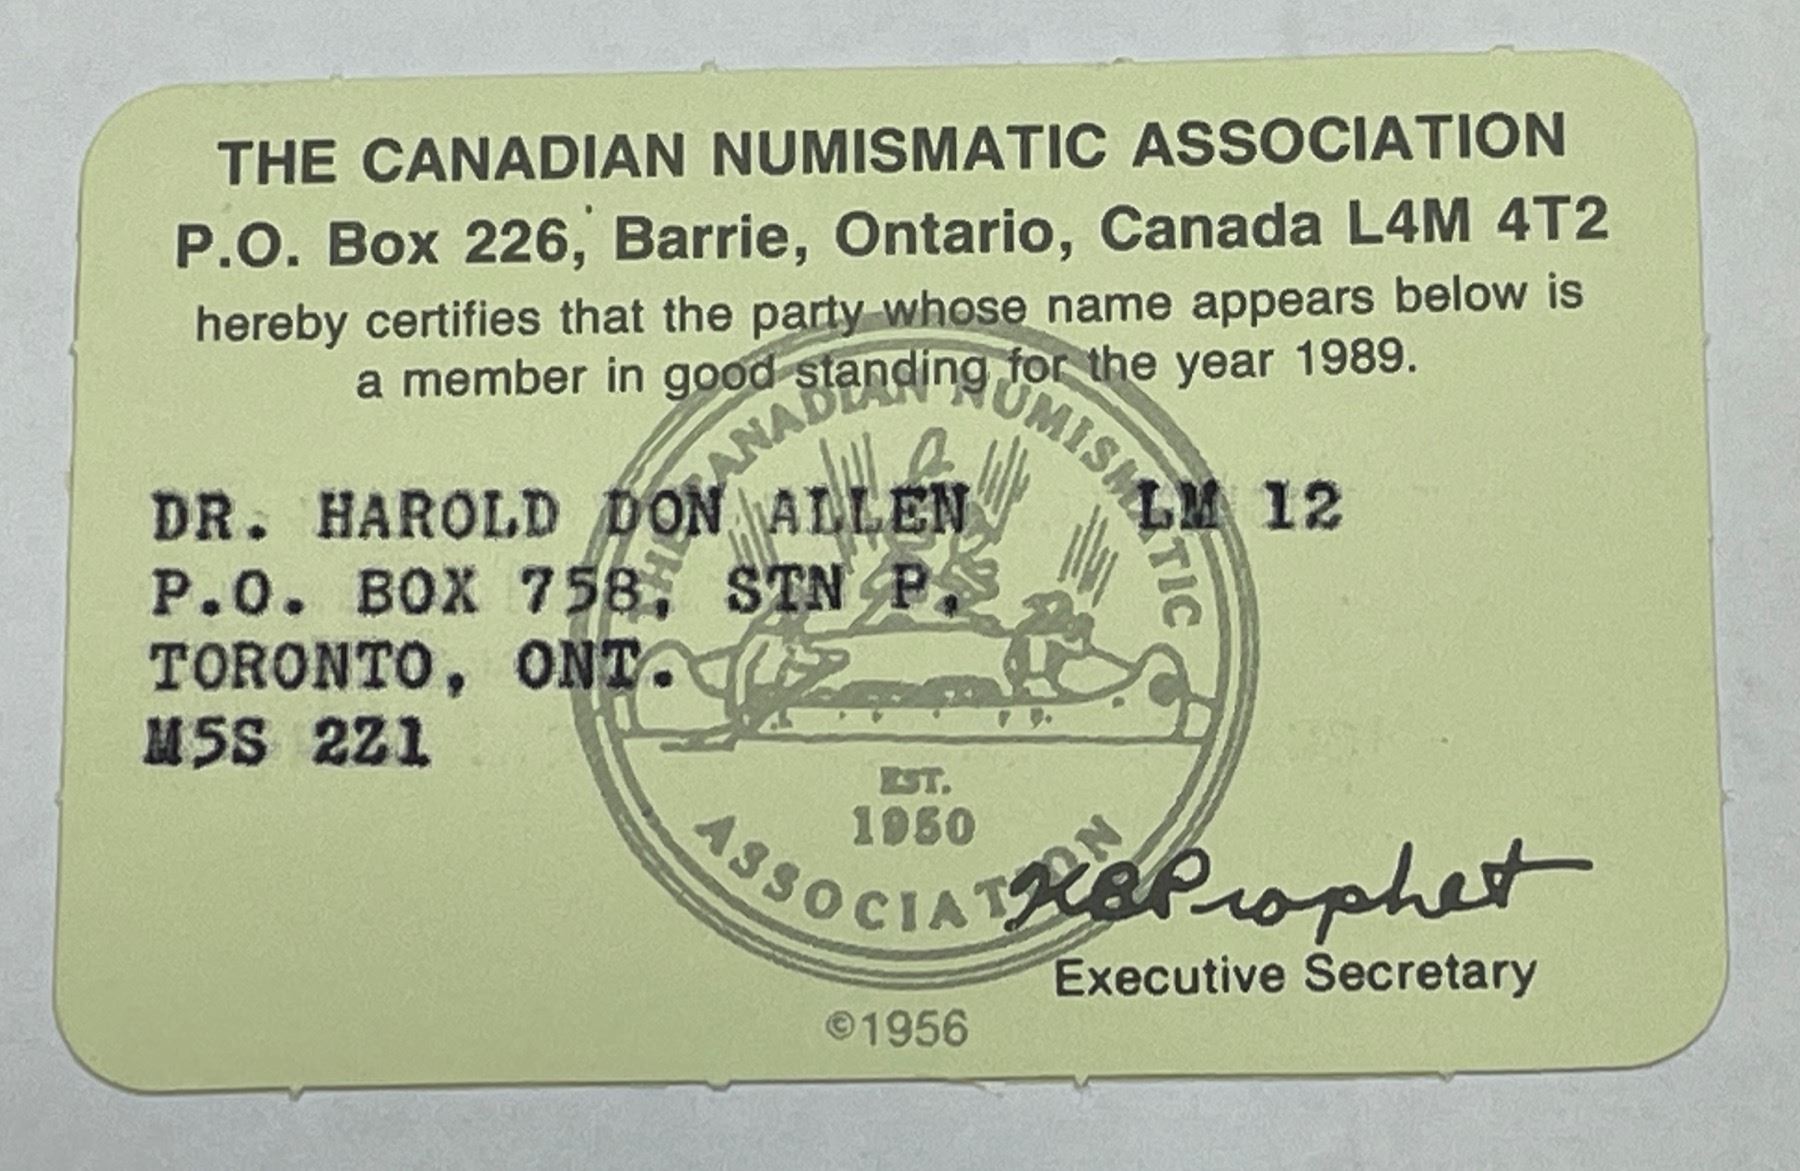 THE CANADIAN NUMISMATIC ASSOCIATION
P.O. Box 226, Barrie, Ontario, Canada L4M 4T2
hereby certifies that the party whose name appears below is
a member in good standing for the year 1989.
THE CANADIAN NUMISMATIC
DR. HAROLD DON ALLEN LM 12
P.O. BOX 758, STN P.
TORONTO, ONT.
M5S 2Z1
EST.
1950
ASSOCIATION
KBProphet
Executive Secretary
©1956